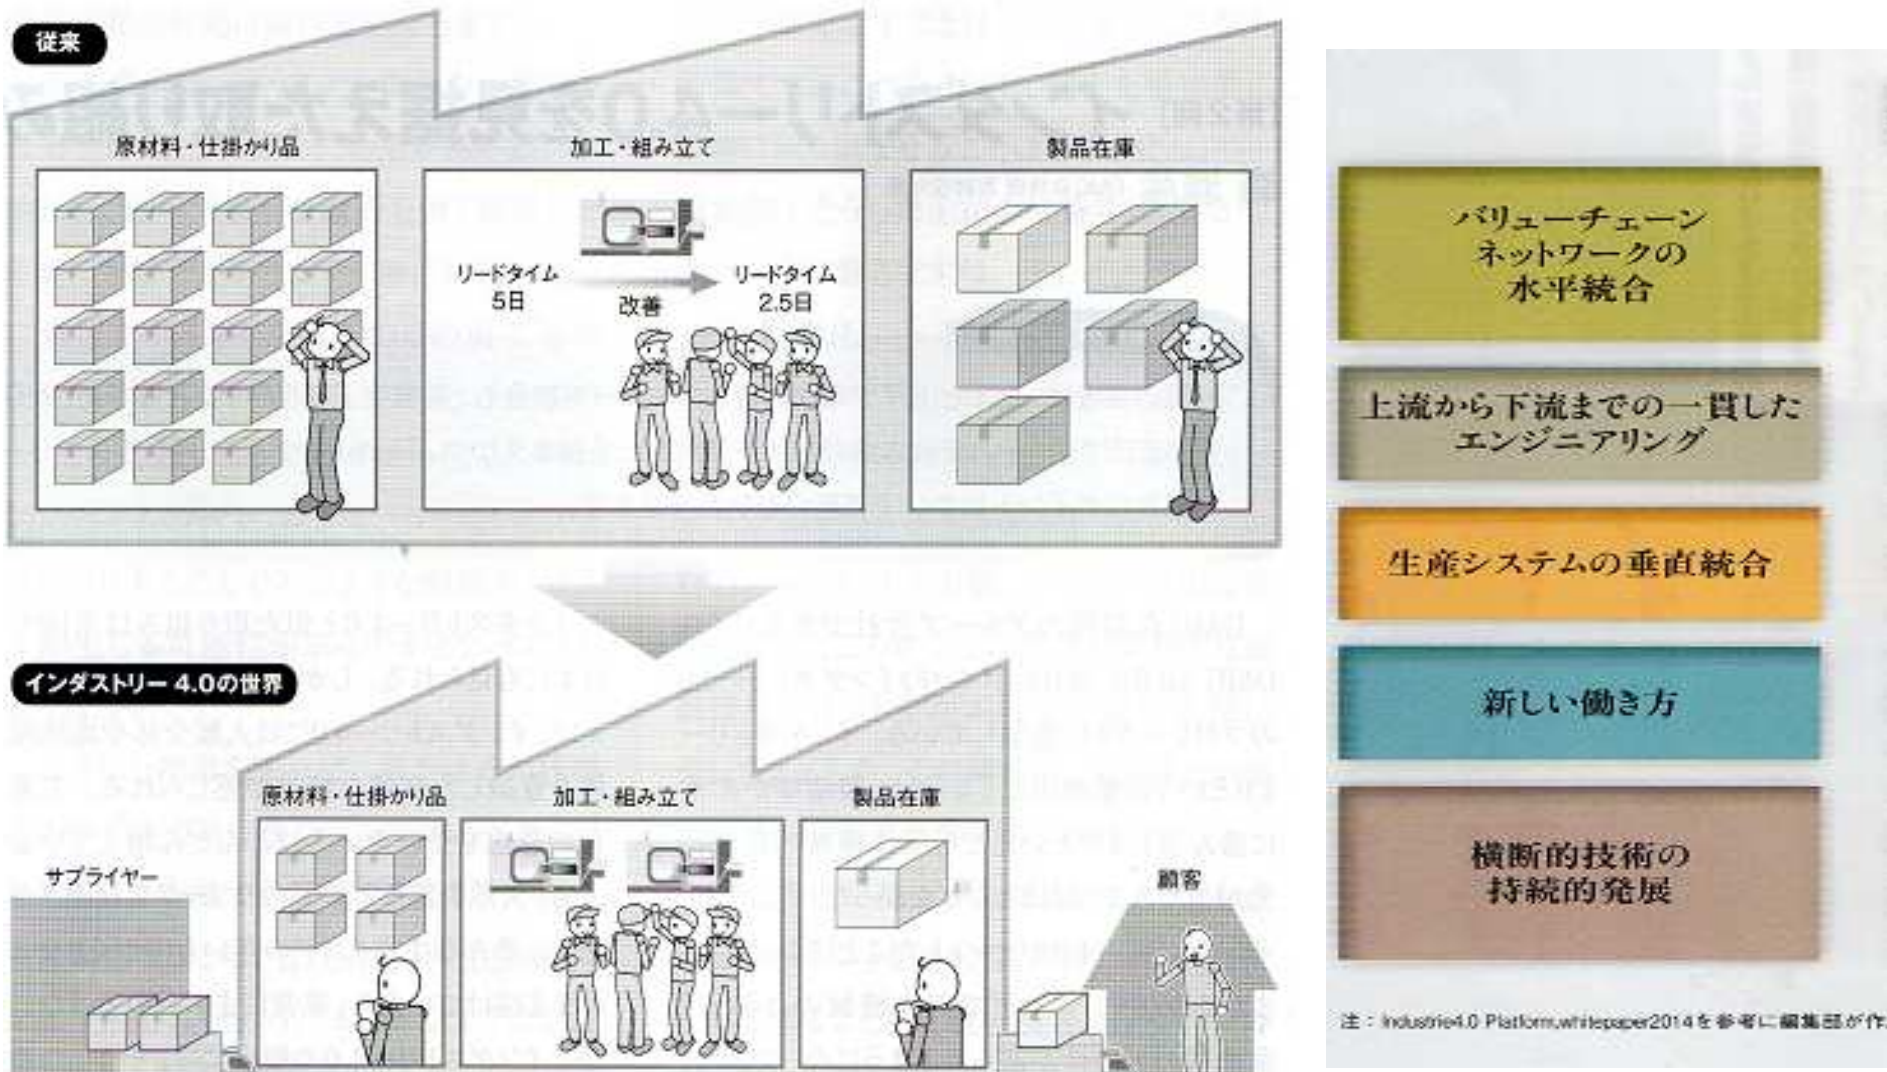 従来
原材料・仕掛かり品
加工・組み立て
製品在庫
リードタイム
5日
改善
リードタイム
2.5日
インダストリー 4.0の世界
サプライヤー
原材料・仕掛かり品
加工・組み立て
製品在庫
顧客
バリューチェーン
ネットワークの
水平統合
上流から下流までの一貫した
エンジニアリング
生産システムの垂直統合
新しい働き方
横断的技術の
持続的発展
注：Industrie4.0 Platform,whitepaper2014を参考に編集部が作